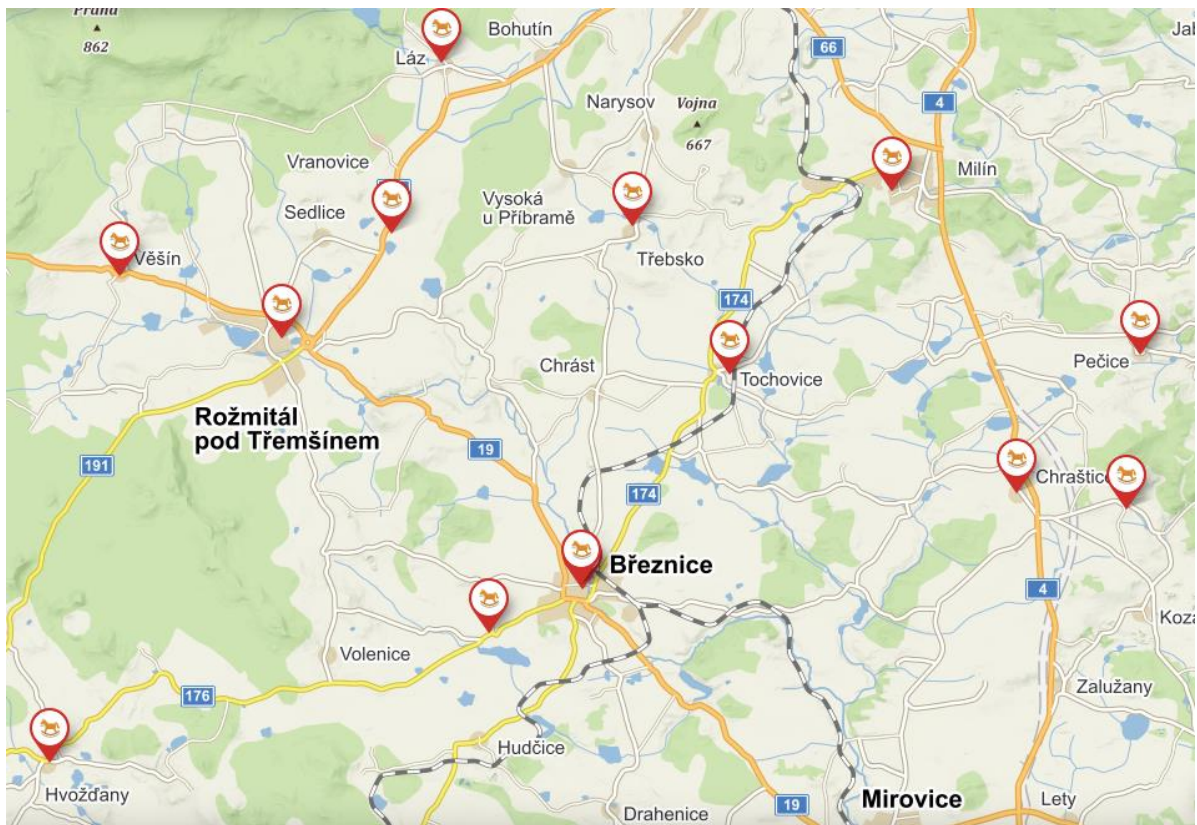 Praha
862
Láz
Bohutín
66
Jab
4
Narysov
Vojna
667
Milín
Vranovice
Sedlice
Vysoká
u Příbramě
Věšín
Třebsko
174
Pečice
Chrást
Tochovice
Rožmitál
pod Třemšínem
191
19
174
Chraštice
Březnice
4
Koza
Volenice
176
Zalužany
Hudčice
Hvožďany
Drahenice
19
Mirovice
Lety